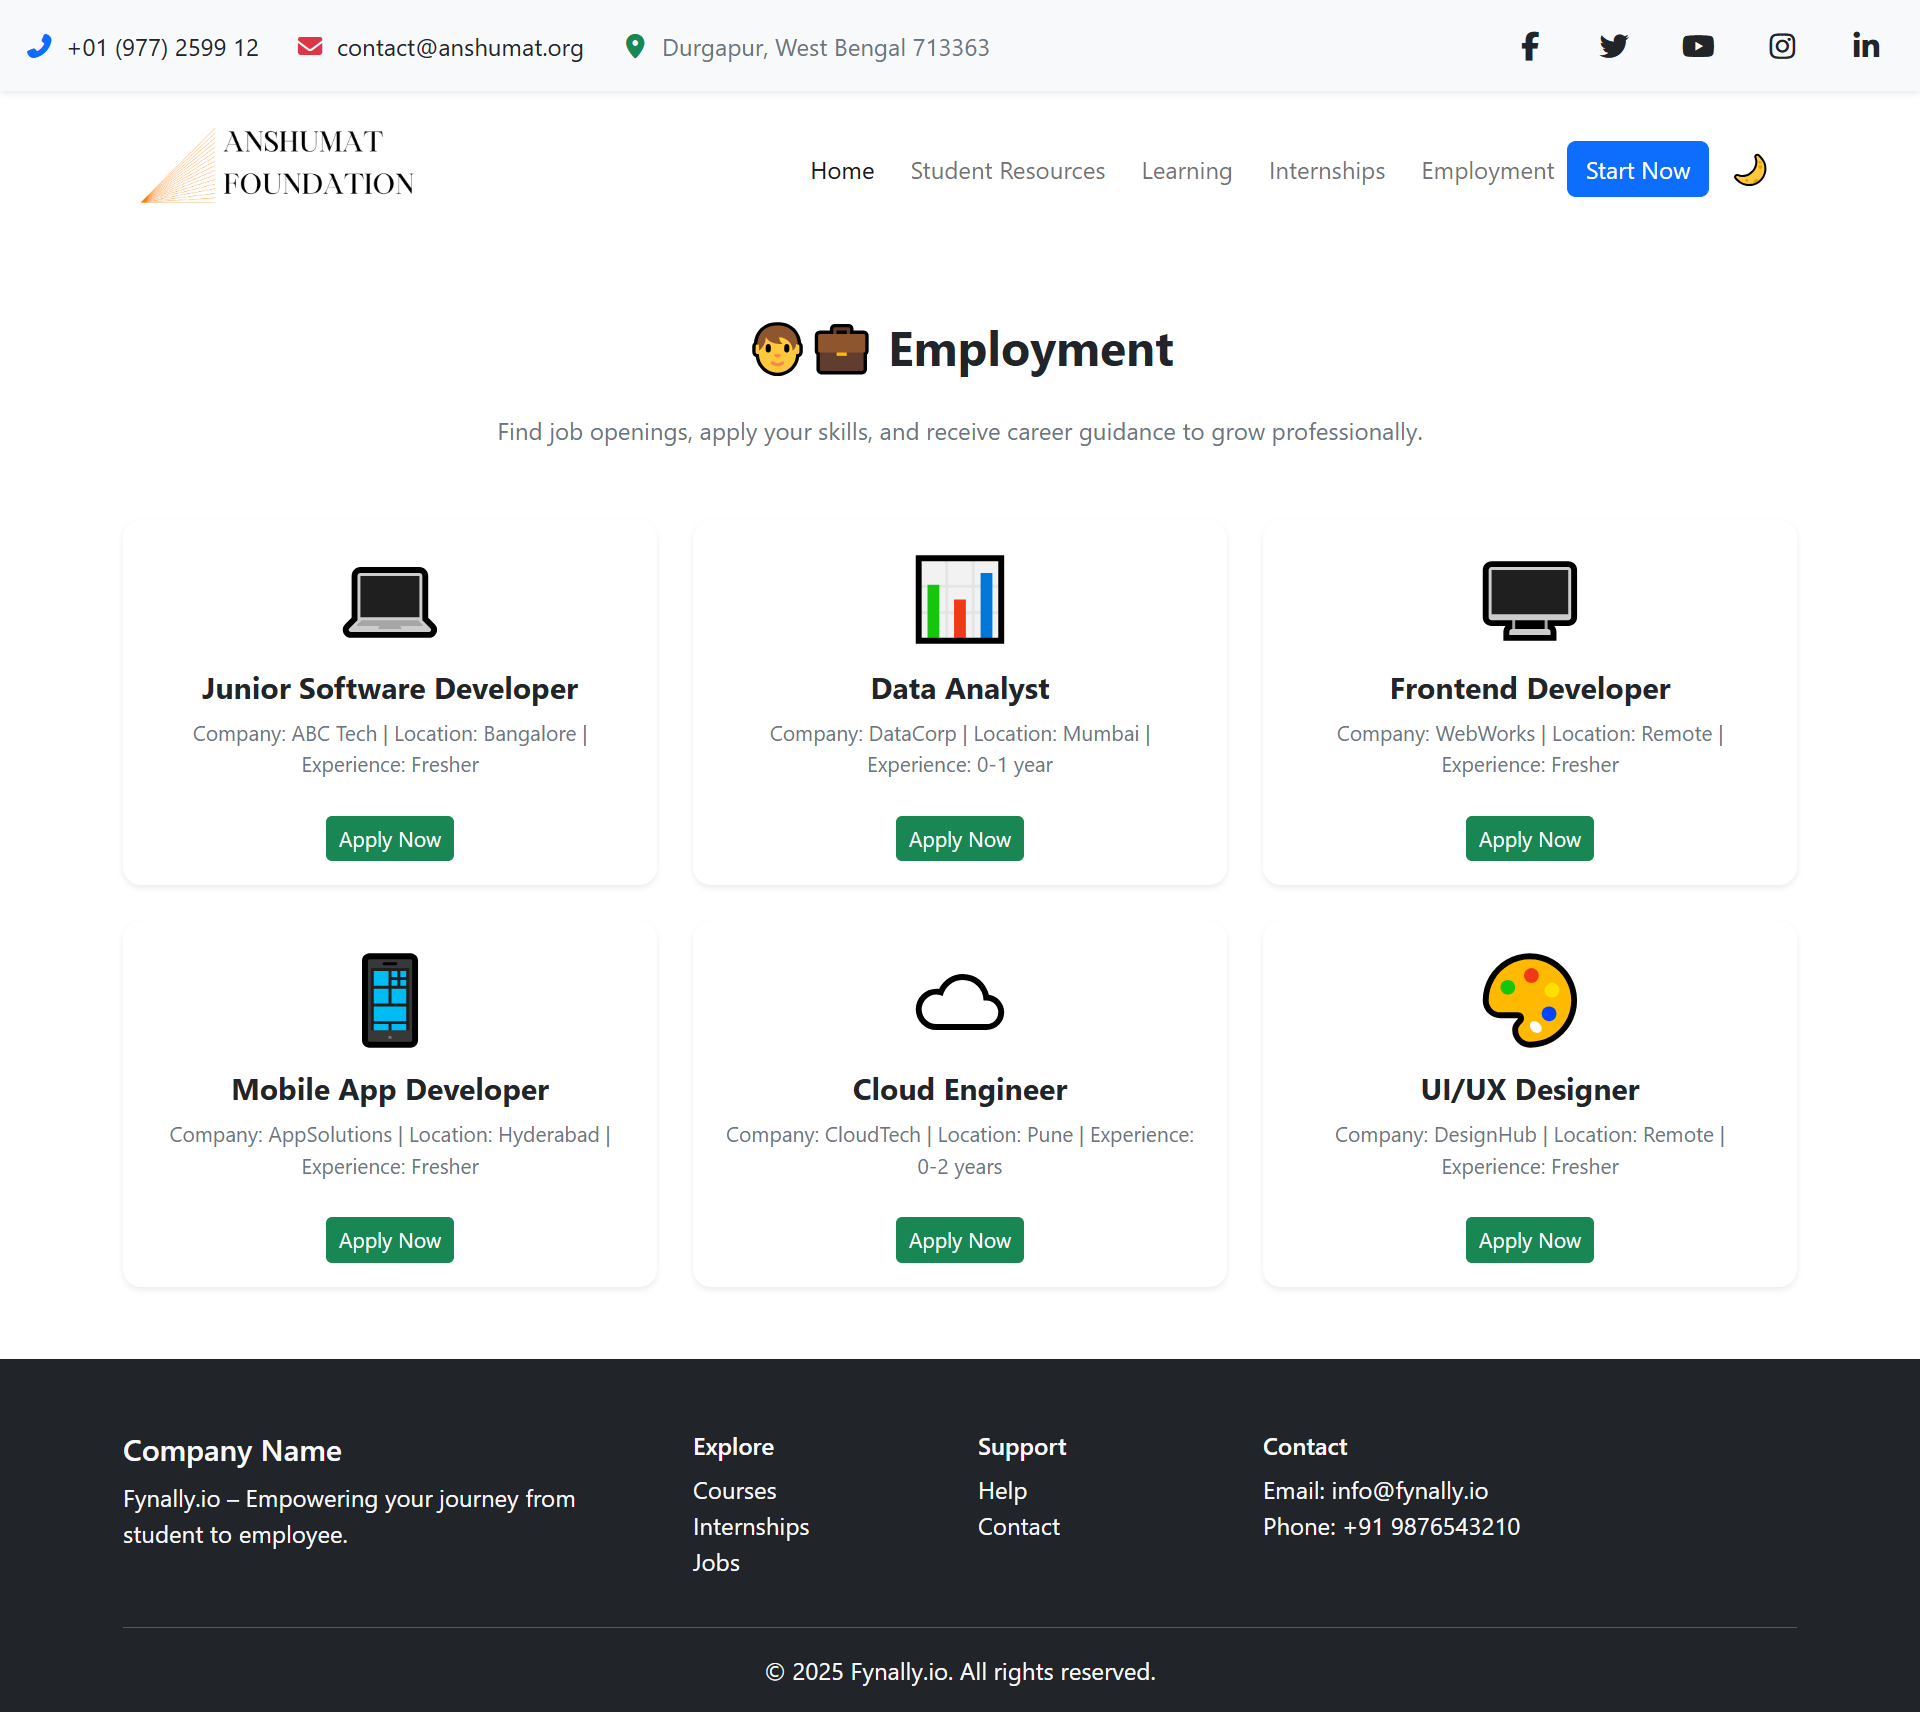 +01 (977) 2599 12
contact@anshumat.org
Durgapur, West Bengal 713363
ANSHUMAT
FOUNDATION
Home
Student Resources
Learning
Internships
Employment
Start Now
Employment
Find job openings, apply your skills, and receive career guidance to grow professionally.
Junior Software Developer
Company: ABC Tech | Location: Bangalore |
Experience: Fresher
Apply Now
Data Analyst
Company: DataCorp | Location: Mumbai |
Experience: 0-1 year
Apply Now
Frontend Developer
Company: WebWorks | Location: Remote |
Experience: Fresher
Apply Now
Mobile App Developer
Company: AppSolutions | Location: Hyderabad |
Experience: Fresher
Apply Now
Cloud Engineer
Company: CloudTech | Location: Pune | Experience:
0-2 years
Apply Now
UI/UX Designer
Company: DesignHub | Location: Remote |
Experience: Fresher
Apply Now
Company Name
Fynally.io – Empowering your journey from
student to employee.
Explore
Courses
Internships
Jobs
Support
Help
Contact
Contact
Email: info@fynally.io
Phone: +91 9876543210
© 2025 Fynally.io. All rights reserved.